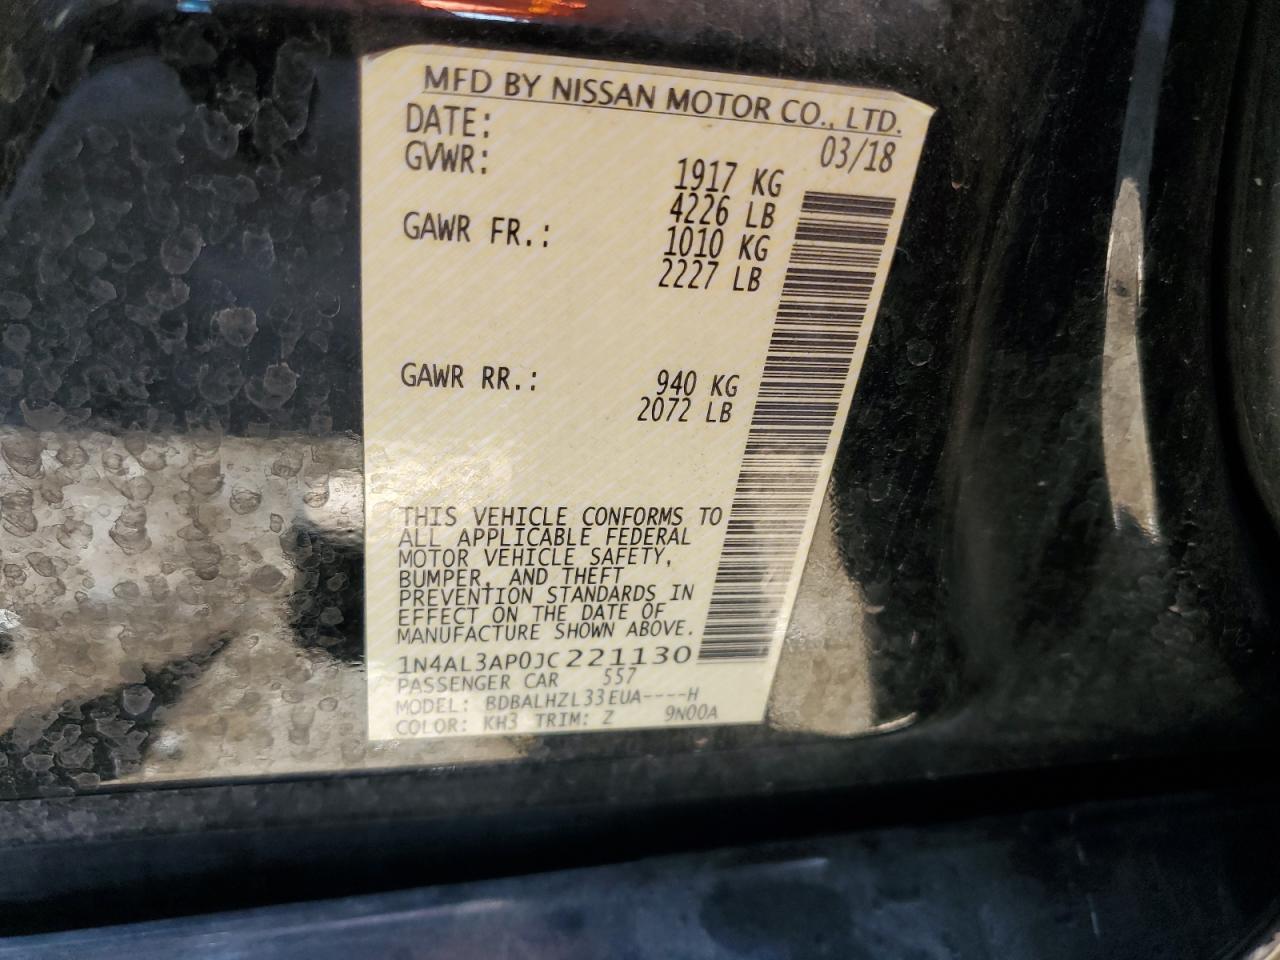 MFD BY NISSAN MOTOR CO., LTD.
DATE: 03/18
GVWR: 1917 KG
4226 LB
GAWR FR.: 1010 KG
2227 LB
GAWR RR.: 940 KG
2072 LB
THIS VEHICLE CONFORMS TO
ALL APPLICABLE FEDERAL
MOTOR VEHICLE SAFETY,
BUMPER, AND THEFT
PREVENTION STANDARDS IN
EFFECT ON THE DATE OF
MANUFACTURE SHOWN ABOVE.
1N4AL3AP0JC221130
PASSENGER CAR 557
MODEL: BDBALHZL33EUA----H
COLOR: KH3 TRIM: Z 9N00A